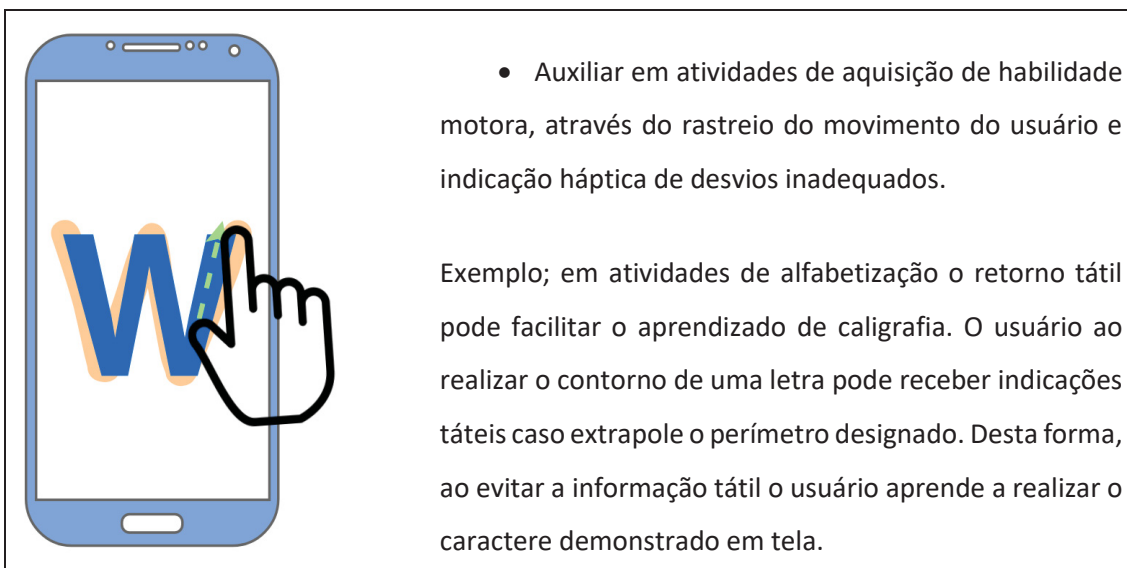 W
• Auxiliar em atividades de aquisição de habilidade
motora, através do rastreio do movimento do usuário e
indicação háptica de desvios inadequados.
Exemplo; em atividades de alfabetização o retorno tátil
pode facilitar o aprendizado de caligrafia. O usuário ao
realizar o contorno de uma letra pode receber indicações
táteis caso extrapole o perímetro designado. Desta forma,
ao evitar a informação tátil o usuário aprende a realizar o
caractere demonstrado em tela.